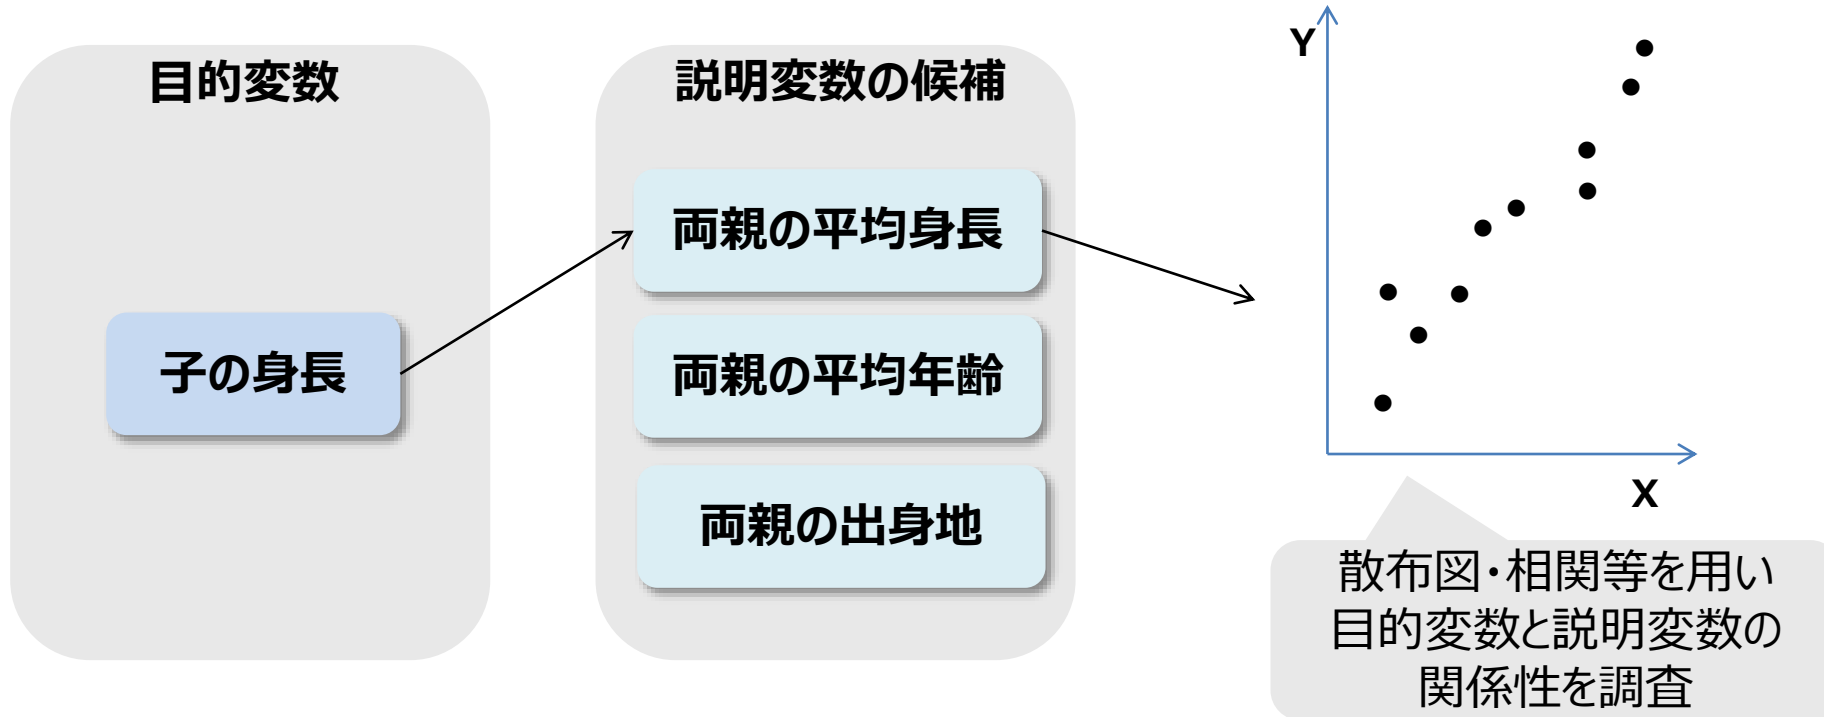 目的変数
子の身長
説明変数の候補
両親の平均身長
両親の平均年齢
両親の出身地
Y
X
散布図・相関等を用い
目的変数と説明変数の
関係性を調査